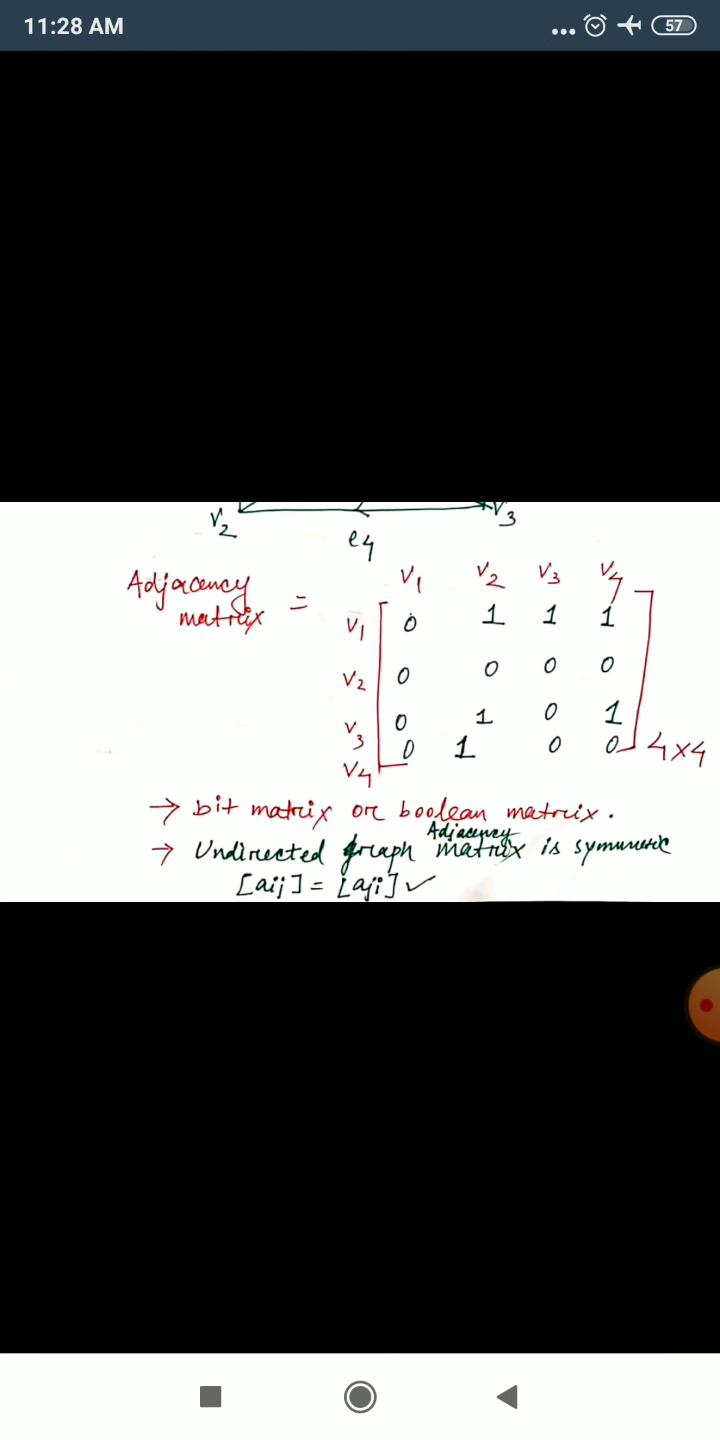 11:28 AM
57
V2 V3
e4
Adjacency matrix =
V1 V2 V3 V4
V1 0 1 1 1
V2 0 0 0 0
V3 0 1 0 1
V4 0 1 0 0
4×4
→ bit matrix or boolean matrix.
→ Undirected graph Adjacency matrix is symmetric
[aij] = [aji] ✓